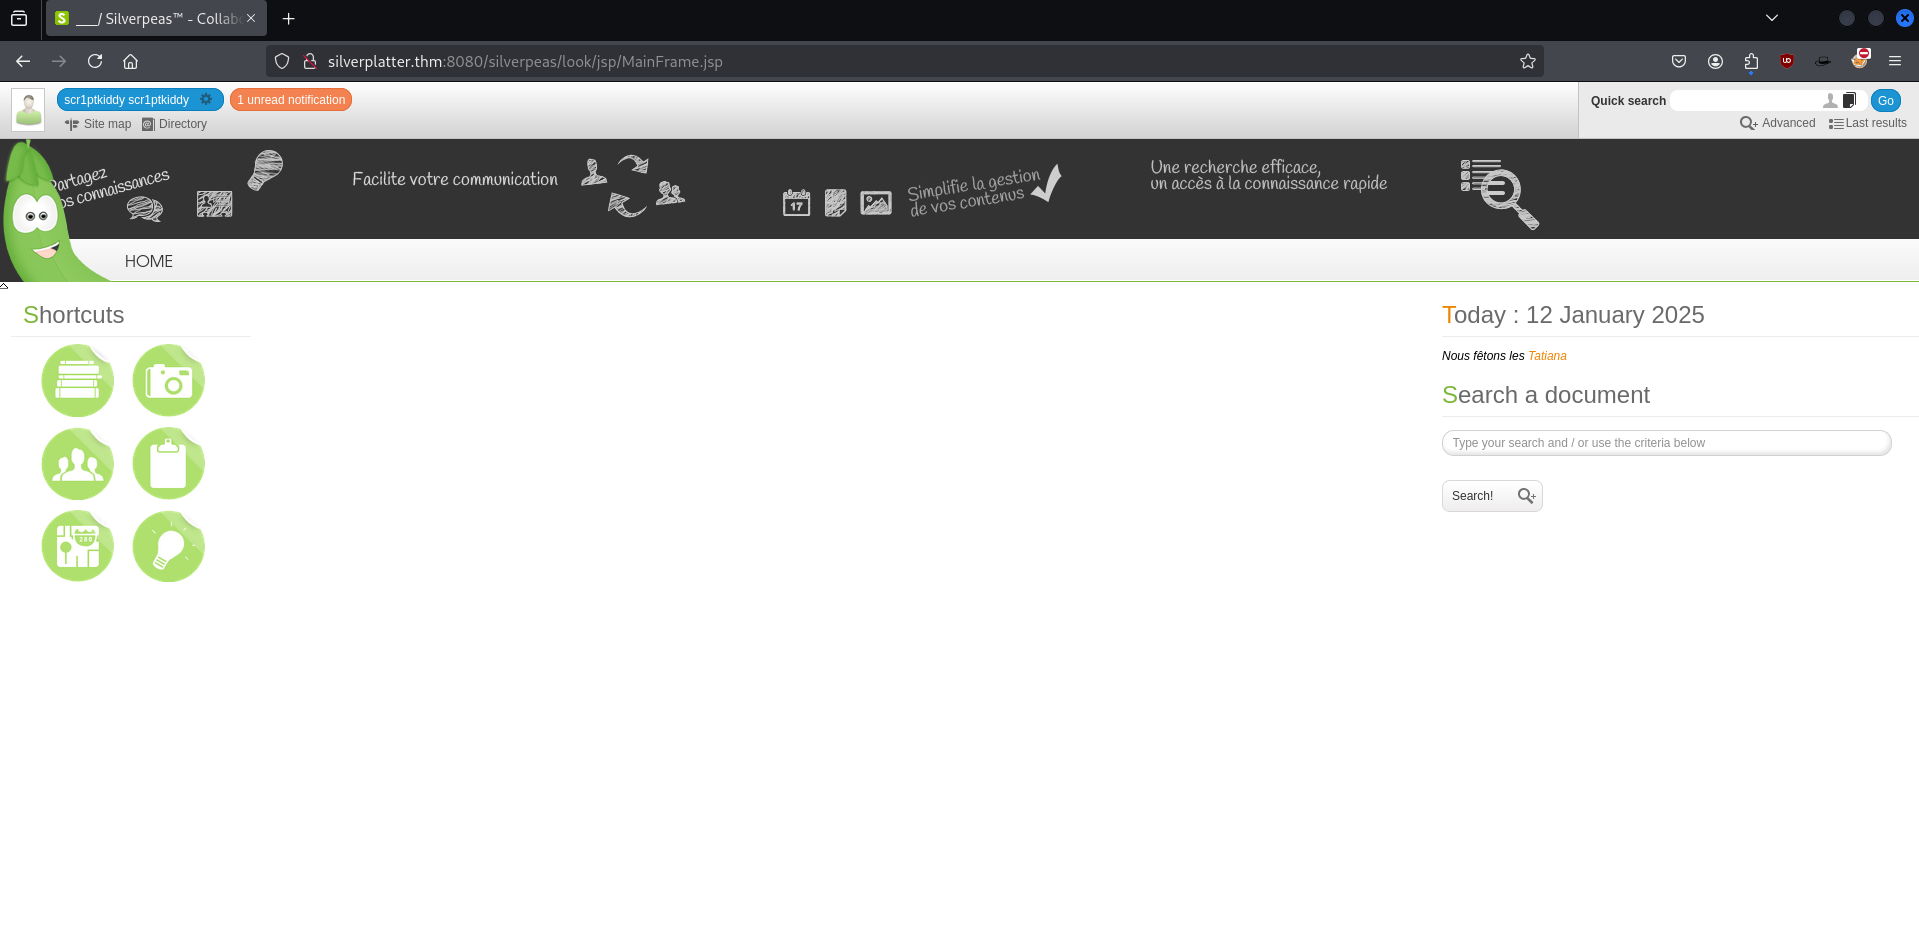 ___/ Silverpeas™ - Collab
silverplatter.thm:8080/silverpeas/look/jsp/MainFrame.jsp
scr1ptkiddy scr1ptkiddy
1 unread notification
Site map
Directory
Quick search
Go
Advanced
Last results
Partagez
os connaissances
Facilite votre communication
17
Simplifie la gestion
de vos contenus
Une recherche efficace,
un accès à la connaissance rapide
HOME
Shortcuts
280
Today : 12 January 2025
Nous fêtons les Tatiana
Search a document
Type your search and / or use the criteria below
Search!